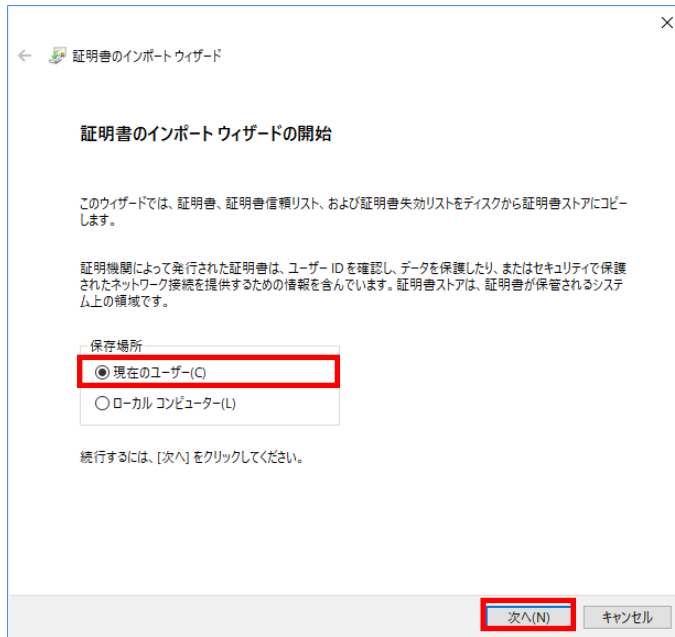 証明書のインポート ウィザード
証明書のインポート ウィザードの開始
このウィザードでは、証明書、証明書信頼リスト、および証明書失効リストをディスクから証明書ストアにコピー
します。
証明機関によって発行された証明書は、ユーザー ID を確認し、データを保護したり、またはセキュリティで保護
されたネットワーク接続を提供するための情報を含んでいます。証明書ストアは、証明書が保管されるシステ
ム上の領域です。
保存場所
現在のユーザー(C)
ローカル コンピューター(L)
続行するには、[次へ] をクリックしてください。
次へ(N)
キャンセル